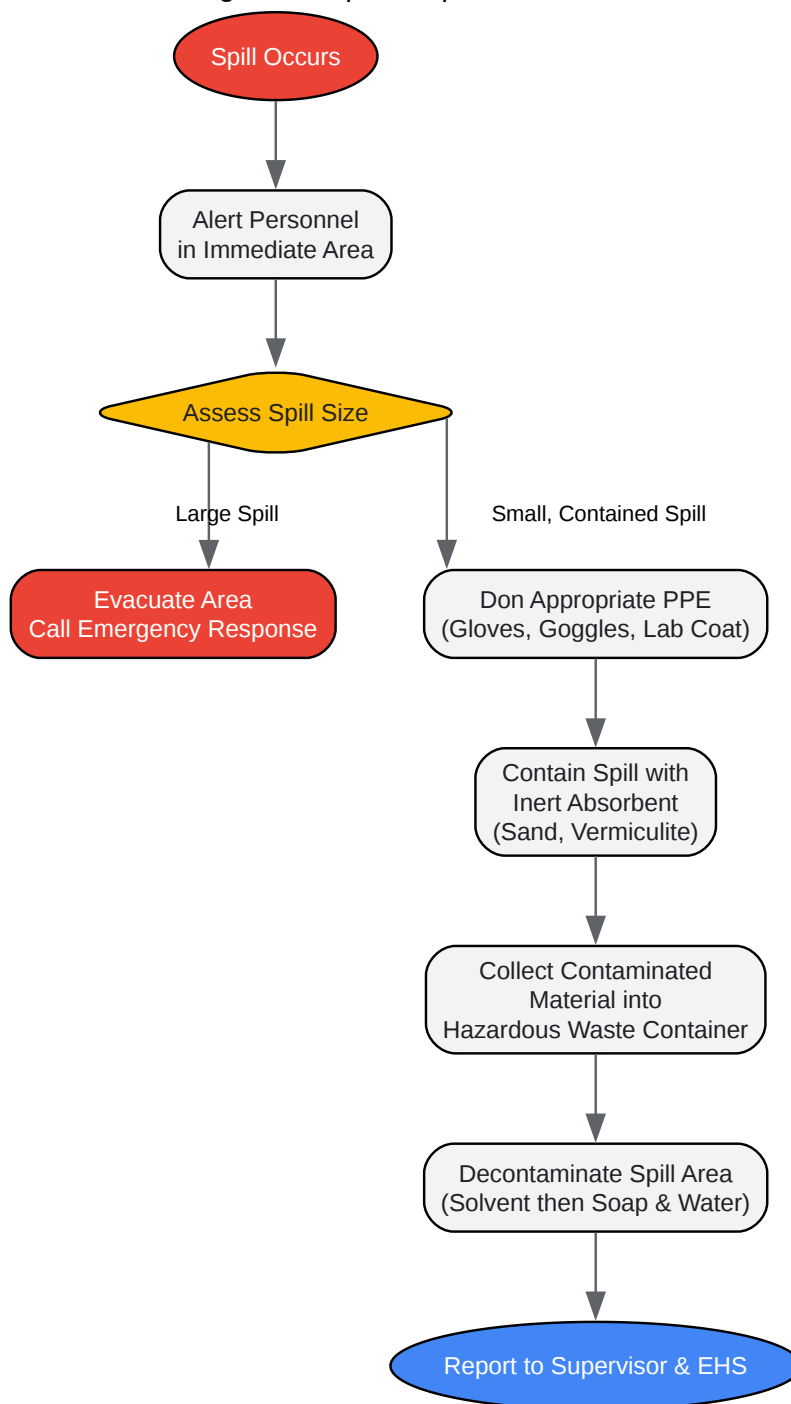 Spill Occurs
Alert Personnel
in Immediate Area
Assess Spill Size
Large Spill
Small, Contained Spill
Evacuate Area
Call Emergency Response
Don Appropriate PPE
(Gloves, Goggles, Lab Coat)
Contain Spill with
Inert Absorbent
(Sand, Vermiculite)
Collect Contaminated
Material into
Hazardous Waste Container
Decontaminate Spill Area
(Solvent then Soap & Water)
Report to Supervisor & EHS